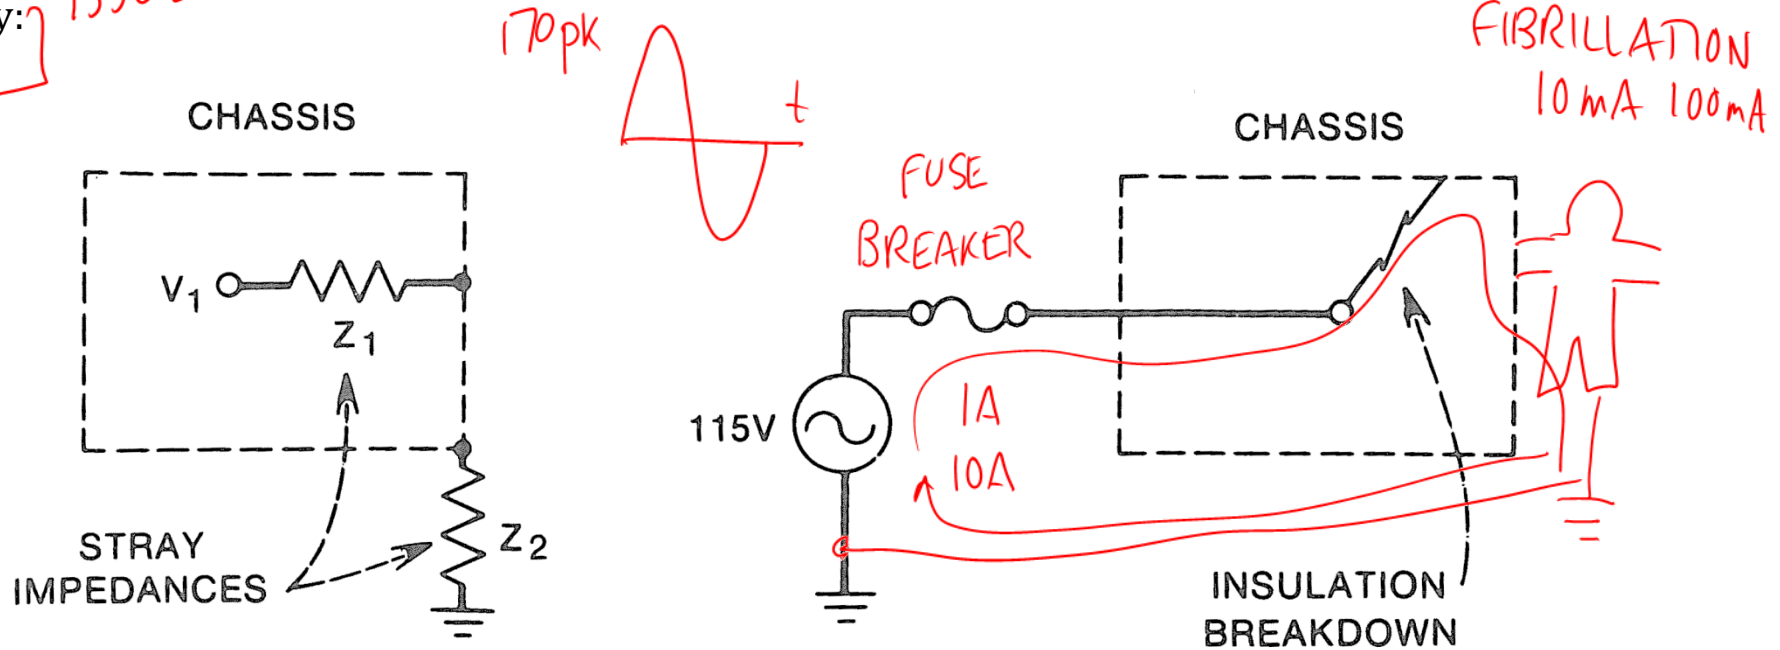 y:
170pk
t
FIBRILLATION
10mA 100mA
CHASSIS
V1
Z1
STRAY
IMPEDANCES
Z2
FUSE
BREAKER
CHASSIS
115V
1A
10A
INSULATION
BREAKDOWN